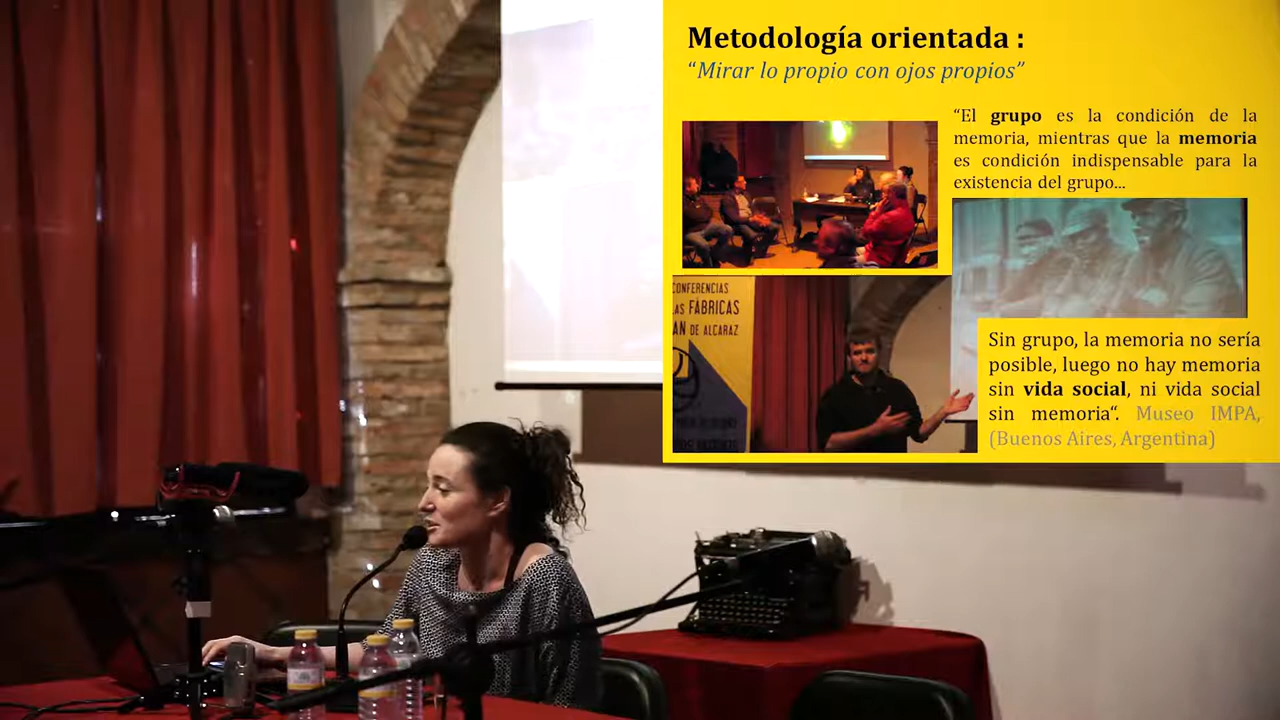 Metodología orientada :
“Mirar lo propio con ojos propios”
“El grupo es la condición de la
memoria, mientras que la memoria
es condición indispensable para la
existencia del grupo...
CONFERENCIAS
AS FÁBRICAS
AN DE ALCARAZ
Sin grupo, la memoria no sería
posible, luego no hay memoria
sin vida social, ni vida social
sin memoria“. Museo IMPA,
(Buenos Aires, Argentina)